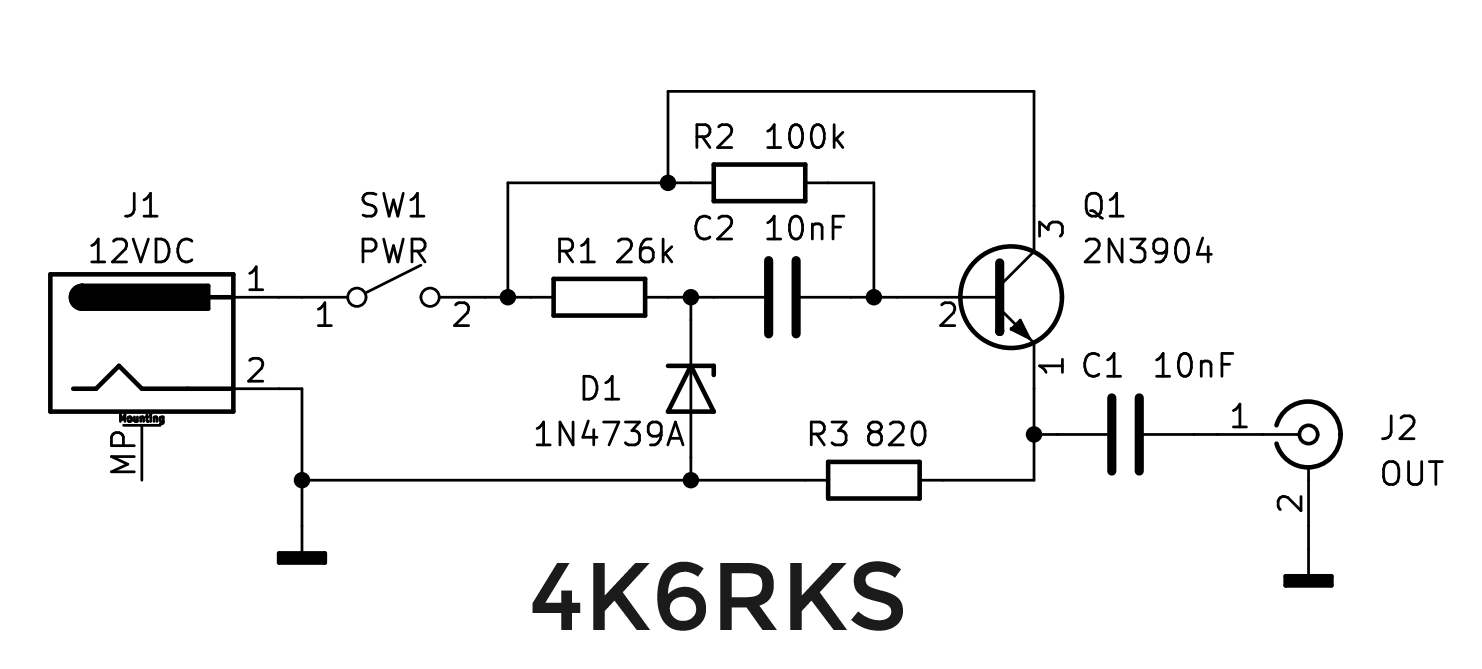 R2 100k
J1
12VDC
SW1
PWR
R1 26k
C2 10nF
Q1
2N3904
3
1
1
2
2
2
1
C1 10nF
D1
1N4739A
R3 820
1
J2
OUT
2
Mounting
MP
4K6RKS